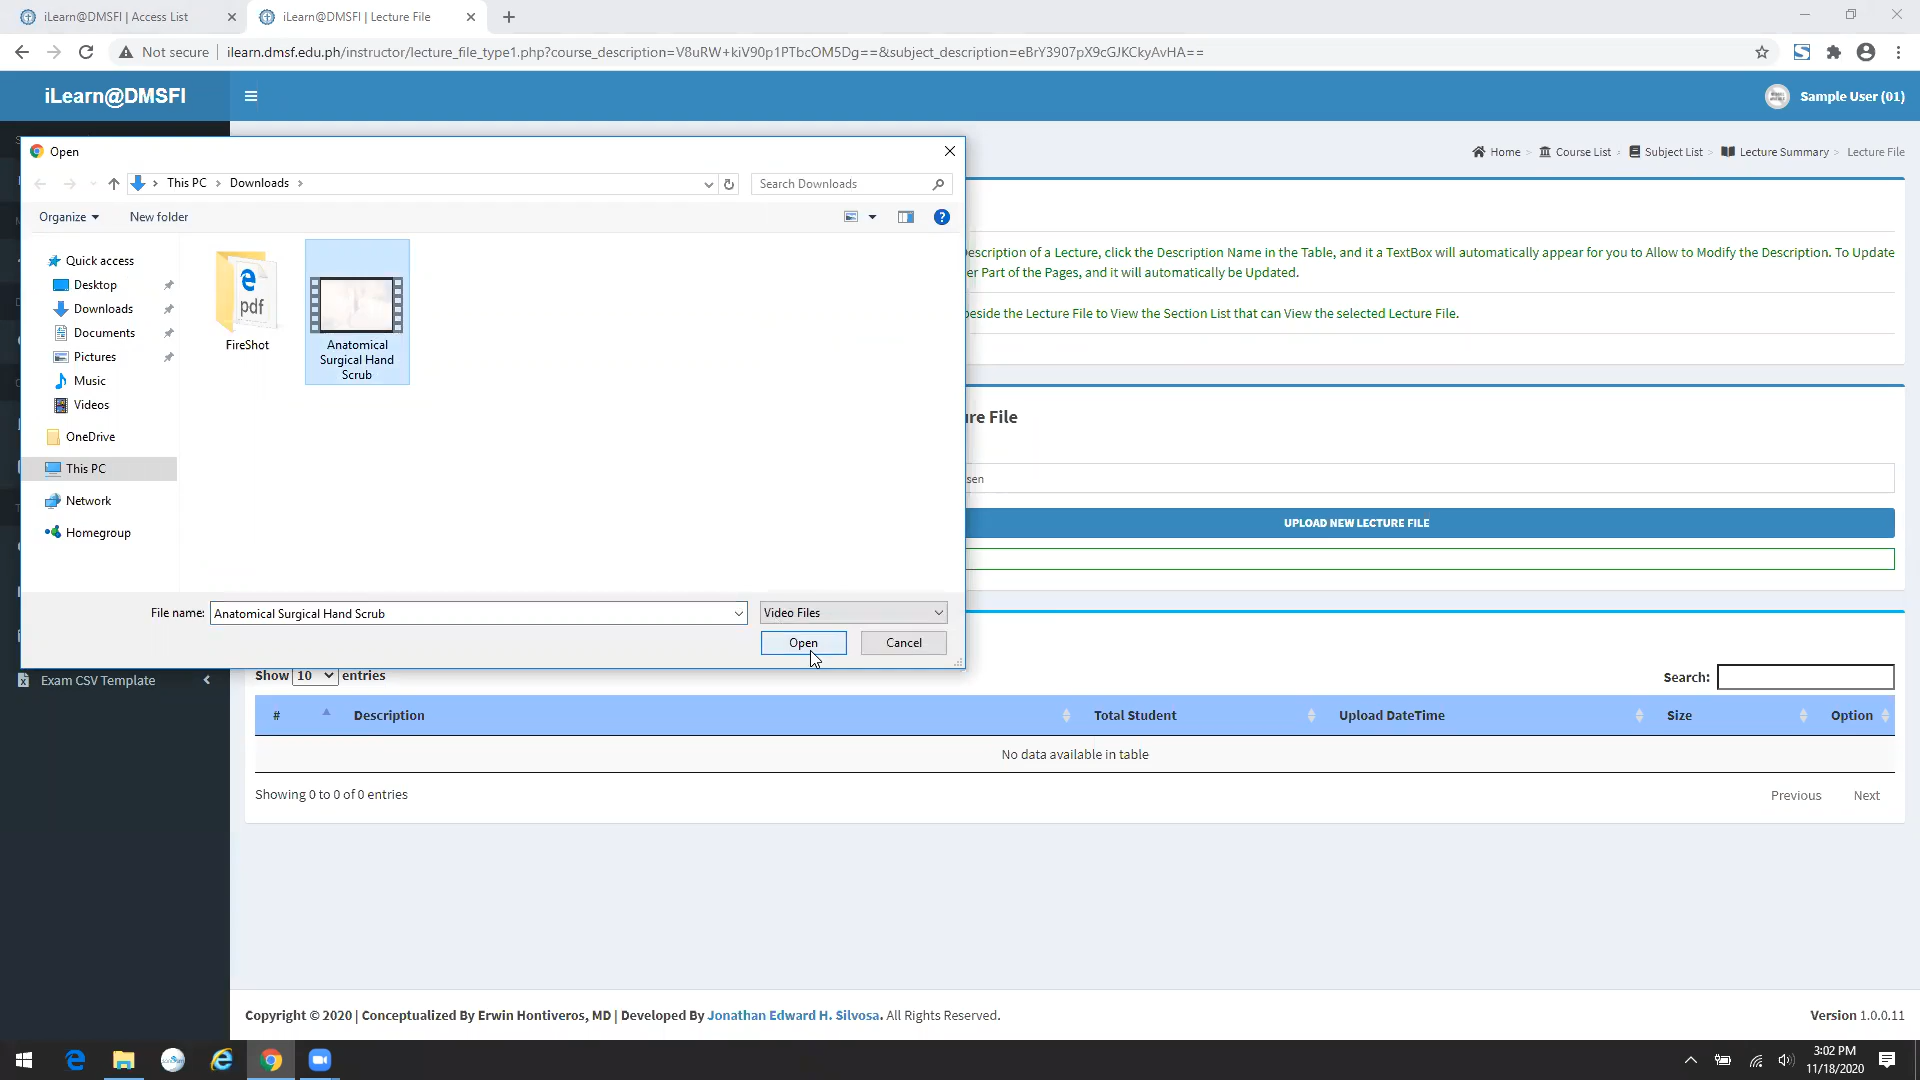 iLearn@DMSFI | Access List
iLearn@DMSFI | Lecture File
Not secure
ilearn.dmsf.edu.ph/instructor/lecture_file_type1.php?course_description=V8uRW+kiV90p1PTbcOM5Dg==&subject_description=eBrY3907pX9cGJKCkyAvHA==
iLearn@DMSFI
Sample User (01)
Home > Course List > Subject List > Lecture Summary > Lecture File
Open
This PC > Downloads >
Search Downloads
Organize
New folder
Quick access
Desktop
Downloads
Documents
Pictures
Music
Videos
OneDrive
This PC
Network
Homegroup
pdf
FireShot
Anatomical
Surgical Hand
Scrub
File name:
Anatomical Surgical Hand Scrub
Video Files
Open
Cancel
escription of a Lecture, click the Description Name in the Table, and it a TextBox will automatically appear for you to Allow to Modify the Description. To Update
er Part of the Pages, and it will automatically be Updated.
eside the Lecture File to View the Section List that can View the selected Lecture File.
re File
sen
UPLOAD NEW LECTURE FILE
Exam CSV Template
Show 10 entries
Search:
# Description Total Student Upload DateTime Size Option
No data available in table
Showing 0 to 0 of 0 entries
Previous Next
Copyright © 2020 | Conceptualized By Erwin Hontiveros, MD | Developed By Jonathan Edward H. Silvosa. All Rights Reserved.
Version 1.0.0.11
3:02 PM
11/18/2020